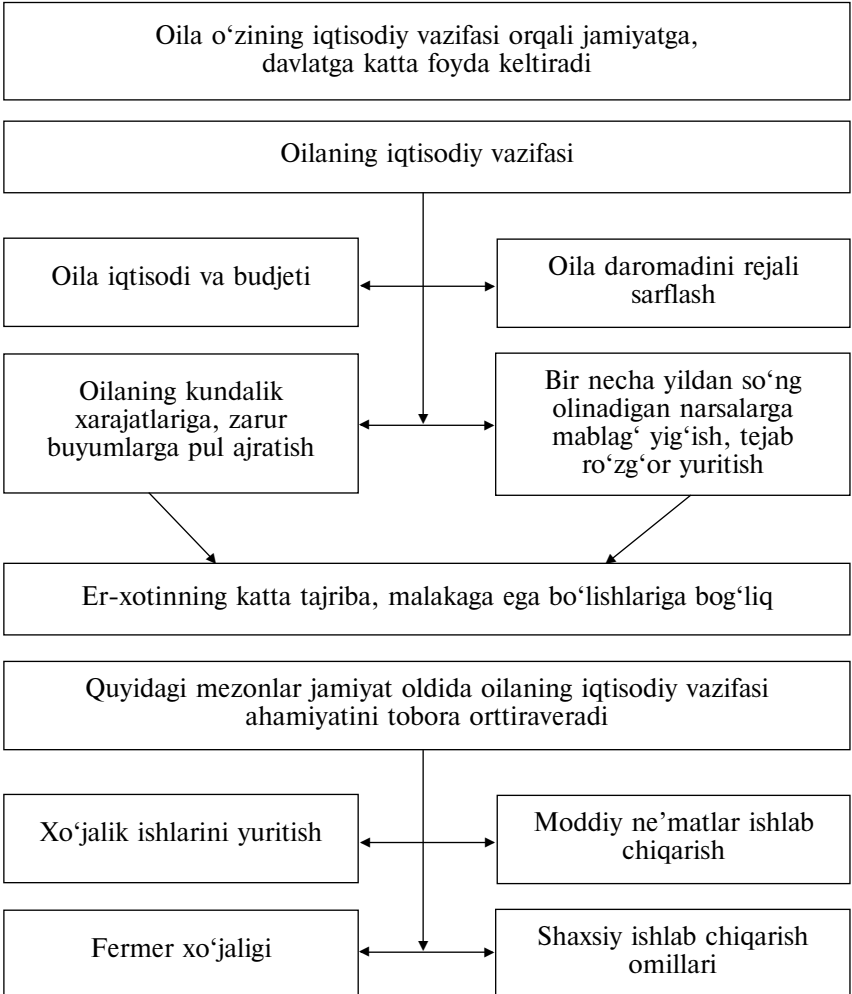 Oila o‘zining iqtisodiy vazifasi orqali jamiyatga,
davlatga katta foyda keltiradi
Oilaning iqtisodiy vazifasi
Oila iqtisodi va budjeti
Oila daromadini rejali
sarflash
Oilaning kundalik
xarajatlariga, zarur
buyumlarga pul ajratish
Bir necha yildan so‘ng
olinadigan narsalarga
mablag‘ yig‘ish, tejab
ro‘zg‘or yuritish
Er-xotinning katta tajriba, malakaga ega bo‘lishlariga bog‘liq
Quyidagi mezonlar jamiyat oldida oilaning iqtisodiy vazifasi
ahamiyatini tobora orttiraveradi
Xo‘jalik ishlarini yuritish
Moddiy ne’matlar ishlab
chiqarish
Fermer xo‘jaligi
Shaxsiy ishlab chiqarish
omillari